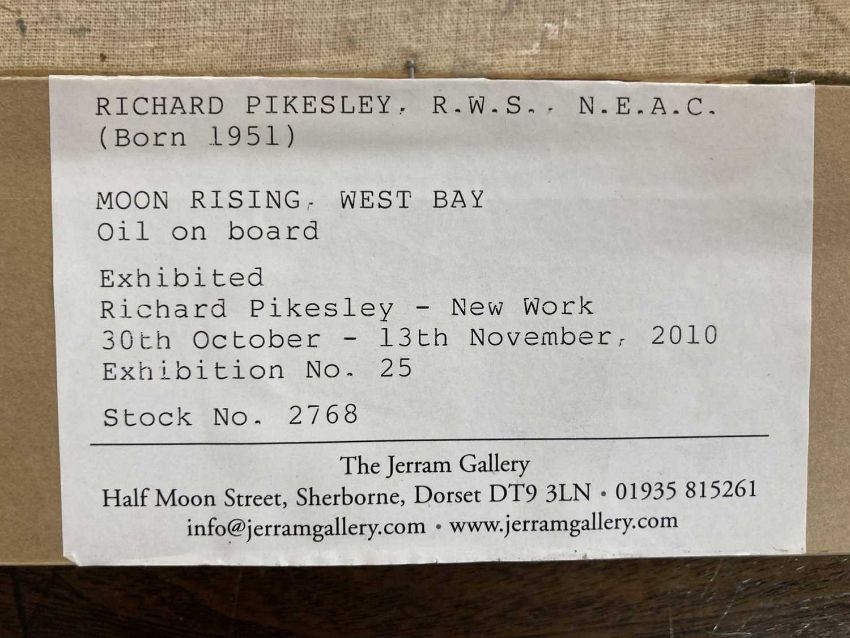 RICHARD PIKESLEY, R.W.S., N.E.A.C.
(Born 1951)
MOON RISING, WEST BAY
Oil on board
Exhibited
Richard Pikesley - New Work
30th October - 13th November, 2010
Exhibition No. 25
Stock No. 2768
The Jerram Gallery
Half Moon Street, Sherborne, Dorset DT9 3LN • 01935 815261
info@jerramgallery.com • www.jerramgallery.com